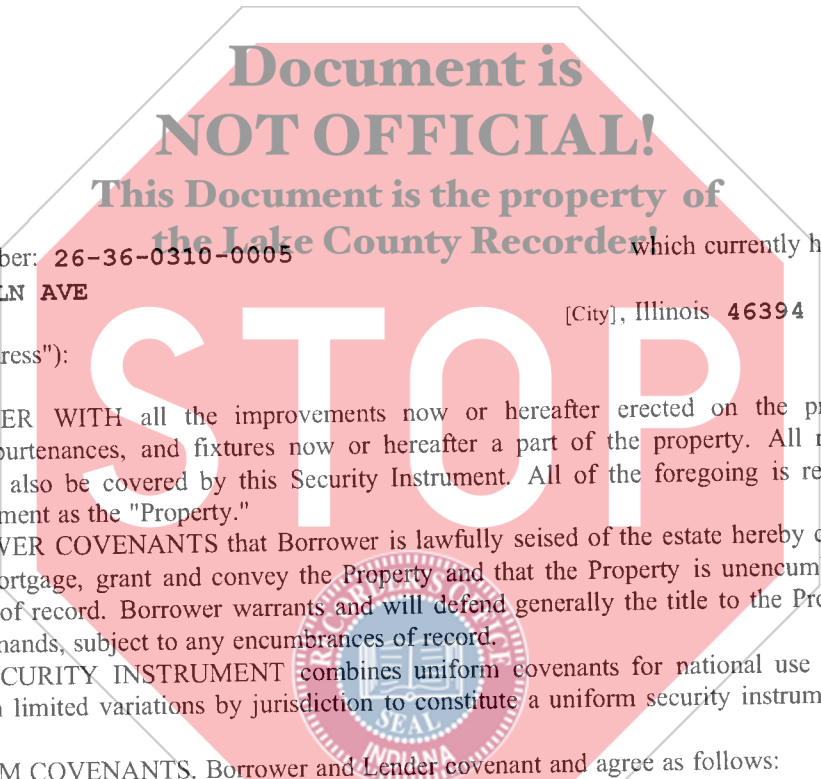 Document is
NOT OFFICIAL!
This Document is the property of
the Lake County Recorder!
ber: 26-36-0310-0005 which currently h
LN AVE
[City], Illinois 46394
ress"):
STOP
ER WITH all the improvements now or hereafter erected on the pr
purtenances, and fixtures now or hereafter a part of the property. All r
also be covered by this Security Instrument. All of the foregoing is re
ment as the "Property."
VER COVENANTS that Borrower is lawfully seised of the estate hereby c
ortgage, grant and convey the Property and that the Property is unencum
of record. Borrower warrants and will defend generally the title to the Pro
mands, subject to any encumbrances of record.
CURITY INSTRUMENT combines uniform covenants for national use
limited variations by jurisdiction to constitute a uniform security instrum
M COVENANTS. Borrower and Lender covenant and agree as follows:
RECORDER'S OFFICE
SEAL
INDIANA